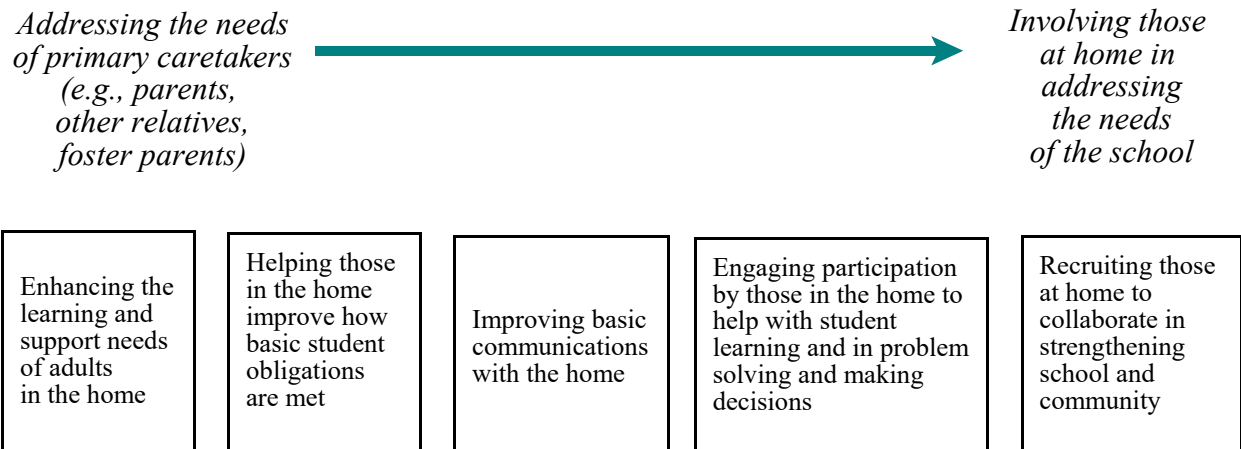 Addressing the needs
of primary caretakers
(e.g., parents,
other relatives,
foster parents)
Involving those
at home in
addressing
the needs
of the school
Enhancing the
learning and
support needs
of adults
in the home
Helping those
in the home
improve how
basic student
obligations
are met
Improving basic
communications
with the home
Engaging participation
by those in the home to
help with student
learning and in problem
solving and making
decisions
Recruiting those
at home to
collaborate in
strengthening
school and
community